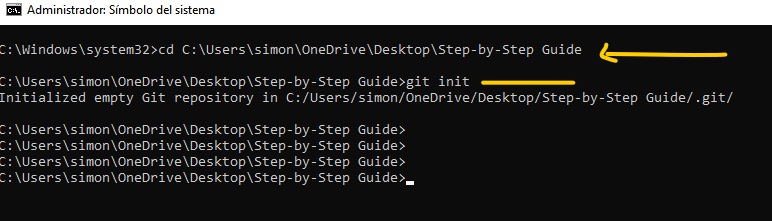 Administrador: Símbolo del sistema
C:\Windows\system32>cd C:\Users\simon\OneDrive\Desktop\Step-by-Step Guide
C:\Users\simon\OneDrive\Desktop\Step-by-Step Guide>git init
Initialized empty Git repository in C:/Users/simon/OneDrive/Desktop/Step-by-Step Guide/.git/
C:\Users\simon\OneDrive\Desktop\Step-by-Step Guide>
C:\Users\simon\OneDrive\Desktop\Step-by-Step Guide>
C:\Users\simon\OneDrive\Desktop\Step-by-Step Guide>
C:\Users\simon\OneDrive\Desktop\Step-by-Step Guide>